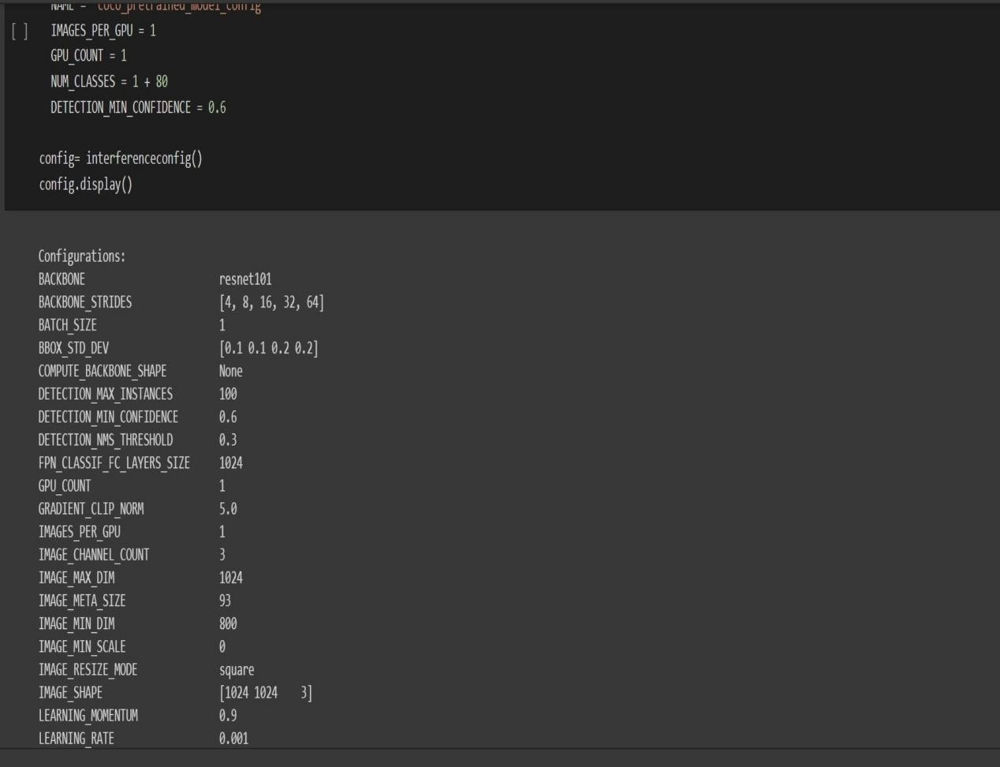 NAME = "coco_pretrained_model_config
[ ] IMAGES_PER_GPU = 1
GPU_COUNT = 1
NUM_CLASSES = 1 + 80
DETECTION_MIN_CONFIDENCE = 0.6
config= interferenceconfig()
config.display()
Configurations:
BACKBONE resnet101
BACKBONE_STRIDES [4, 8, 16, 32, 64]
BATCH_SIZE 1
BBOX_STD_DEV [0.1 0.1 0.2 0.2]
COMPUTE_BACKBONE_SHAPE None
DETECTION_MAX_INSTANCES 100
DETECTION_MIN_CONFIDENCE 0.6
DETECTION_NMS_THRESHOLD 0.3
FPN_CLASSIF_FC_LAYERS_SIZE 1024
GPU_COUNT 1
GRADIENT_CLIP_NORM 5.0
IMAGES_PER_GPU 1
IMAGE_CHANNEL_COUNT 3
IMAGE_MAX_DIM 1024
IMAGE_META_SIZE 93
IMAGE_MIN_DIM 800
IMAGE_MIN_SCALE 0
IMAGE_RESIZE_MODE square
IMAGE_SHAPE [1024 1024 3]
LEARNING_MOMENTUM 0.9
LEARNING_RATE 0.001